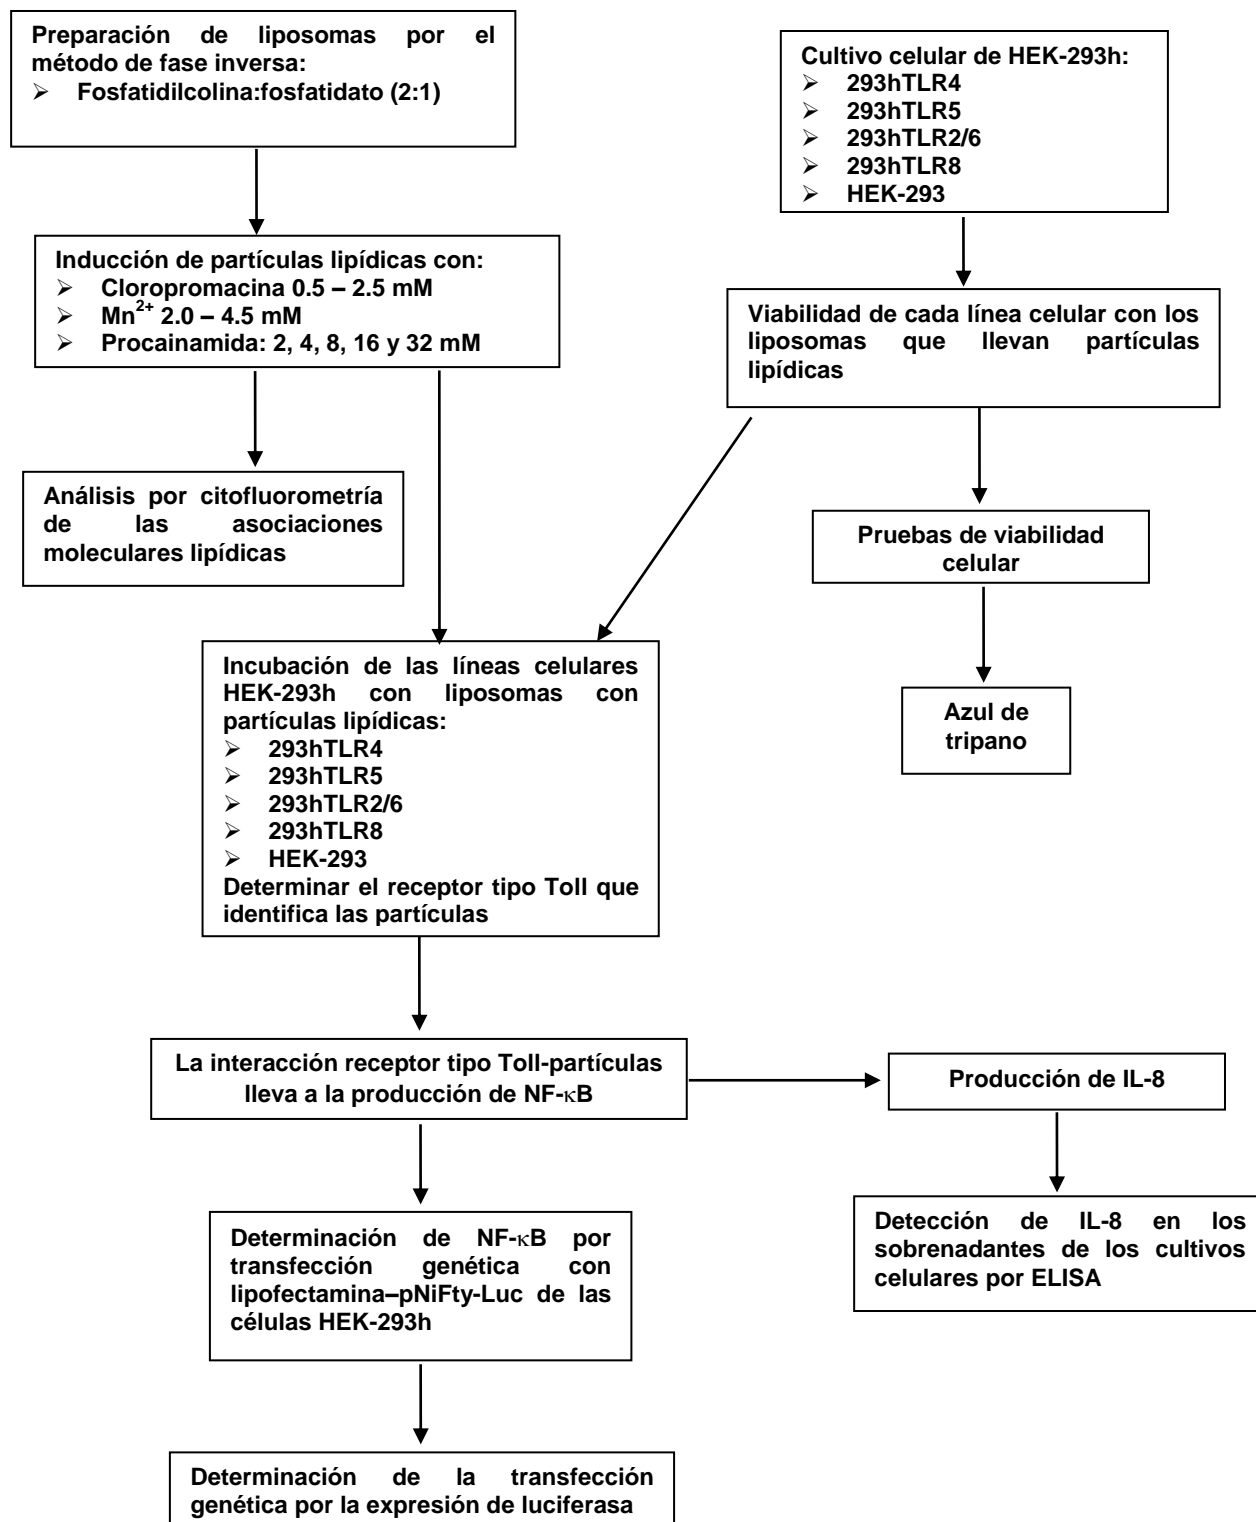 Preparación de liposomas por el
método de fase inversa:
➢ Fosfatidilcolina:fosfatidato (2:1)
Cultivo celular de HEK-293h:
➢ 293hTLR4
➢ 293hTLR5
➢ 293hTLR2/6
➢ 293hTLR8
➢ HEK-293
Inducción de partículas lipídicas con:
➢ Cloropromacina 0.5 – 2.5 mM
➢ Mn2+ 2.0 – 4.5 mM
➢ Procainamida: 2, 4, 8, 16 y 32 mM
Viabilidad de cada línea celular con los
liposomas que llevan partículas
lipídicas
Análisis por citofluorometría
de las asociaciones
moleculares lipídicas
Pruebas de viabilidad
celular
Incubación de las líneas celulares
HEK-293h con liposomas con
partículas lipídicas:
➢ 293hTLR4
➢ 293hTLR5
➢ 293hTLR2/6
➢ 293hTLR8
➢ HEK-293
Determinar el receptor tipo Toll que
identifica las partículas
Azul de
tripano
La interacción receptor tipo Toll-partículas
lleva a la producción de NF-κB
Producción de IL-8
Determinación de NF-κB por
transfección genética con
lipofectamina–pNiFty-Luc de las
células HEK-293h
Detección de IL-8 en los
sobrenadantes de los cultivos
celulares por ELISA
Determinación de la transfección
genética por la expresión de luciferasa